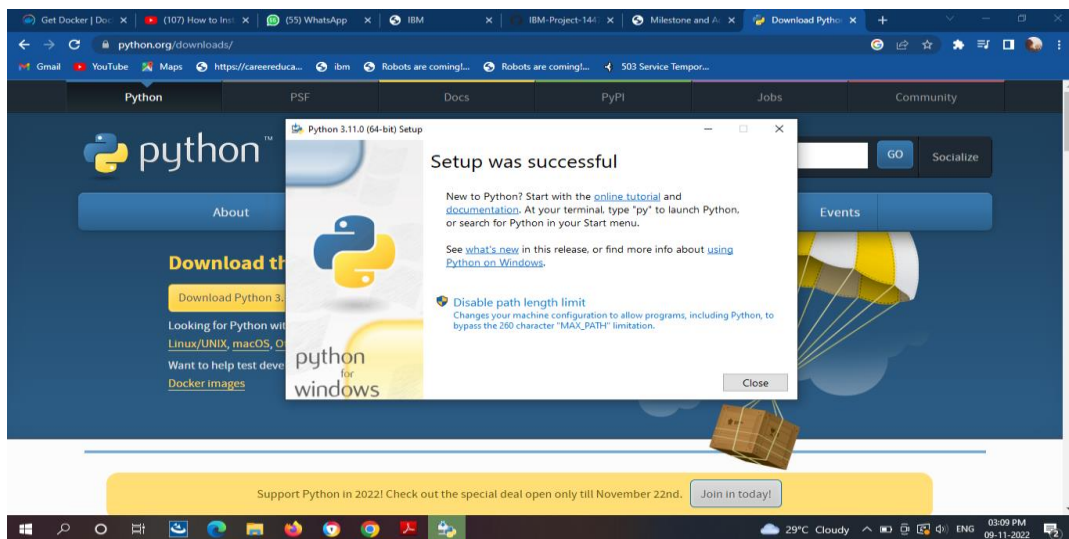 Get Docker | Doc
(107) How to Inst
(55) WhatsApp
IBM
IBM-Project-144
Milestone and Ac
Download Pytho
python.org/downloads/
Gmail
YouTube
Maps
https://careereduca...
ibm
Robots are coming!...
Robots are coming!...
503 Service Tempor...
Python
PSF
Docs
PyPI
Jobs
Community
python™
GO
Socialize
About
Events
Python 3.11.0 (64-bit) Setup
Setup was successful
New to Python? Start with the online tutorial and
documentation. At your terminal, type "py" to launch Python,
or search for Python in your Start menu.
See what's new in this release, or find more info about using
Python on Windows.
Disable path length limit
Changes your machine configuration to allow programs, including Python, to
bypass the 260 character "MAX_PATH" limitation.
python
for
windows
Close
Download th
Download Python 3.
Looking for Python wit
Linux/UNIX, macOS, O
Want to help test deve
Docker images
Support Python in 2022! Check out the special deal open only till November 22nd.
Join in today!
29°C Cloudy
ENG
03:09 PM
09-11-2022
2